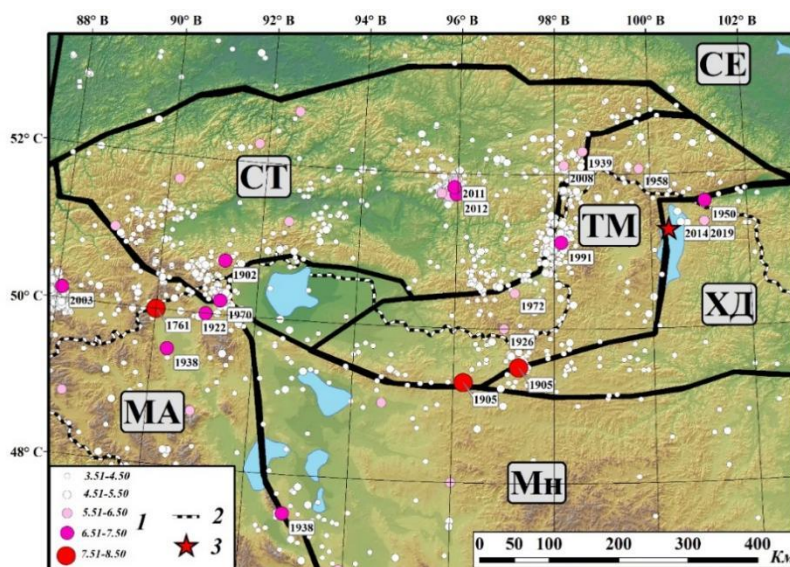 88° В 90° В 92° В 94° В 96° В 98° В 100° В 102° В
СЕ
52° С
СТ
2011
2012
2008
1939
1958
ТМ
1950
2014 2019
1991
ХД
1902
2003
50° С
1761
1922
1970
1972
1938
1926
1905
1905
МА
48° С
Мн
1938
3.51-4.50
4.51-5.50
5.51-6.50
6.51-7.50
7.51-8.50
1
2
3
0 50 100 200 300 400
Км